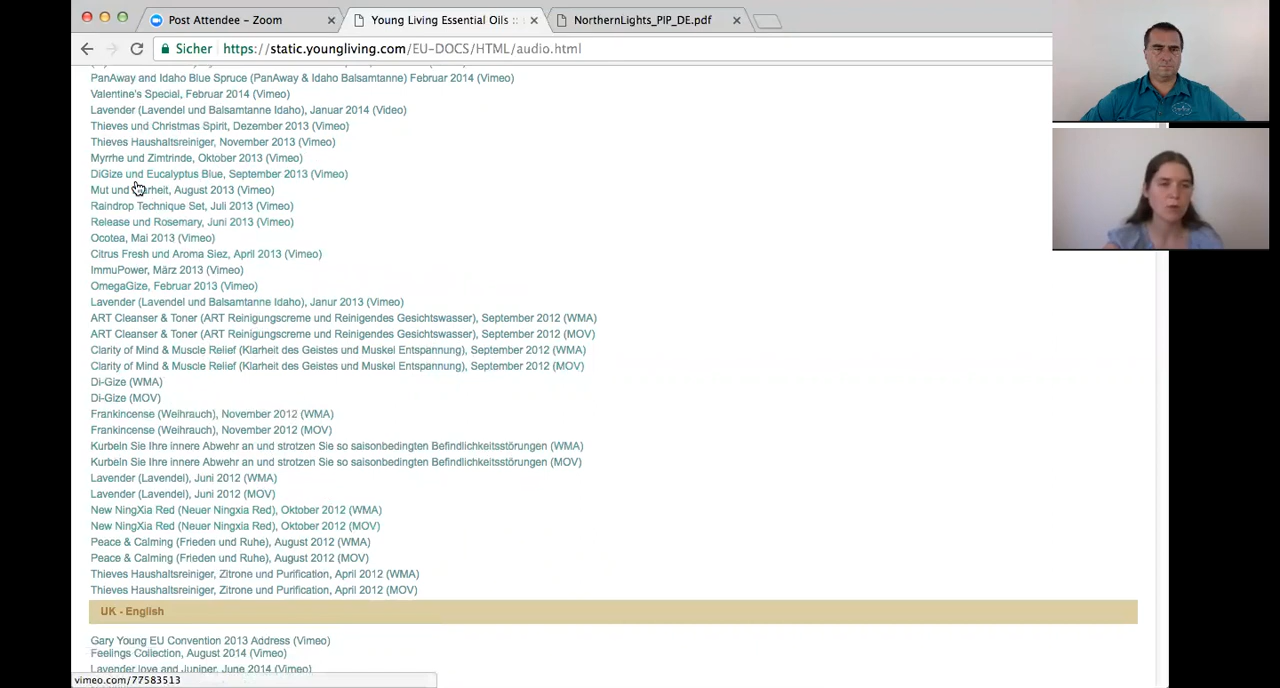 Post Attendee – Zoom
Young Living Essential Oils ::
NorthernLights_PIP_DE.pdf
Sicher https://static.youngliving.com/EU-DOCS/HTML/audio.html
PanAway and Idaho Blue Spruce (PanAway & Idaho Balsamtanne) Februar 2014 (Vimeo)
Valentine's Special, Februar 2014 (Vimeo)
Lavender (Lavendel und Balsamtanne Idaho), Januar 2014 (Video)
Thieves und Christmas Spirit, Dezember 2013 (Vimeo)
Thieves Haushaltsreiniger, November 2013 (Vimeo)
Myrrhe und Zimtrinde, Oktober 2013 (Vimeo)
DiGize und Eucalyptus Blue, September 2013 (Vimeo)
Mut und August 2013 (Vimeo)
Raindrop Technique Set, Juli 2013 (Vimeo)
Release und Rosemary, Juni 2013 (Vimeo)
Ocotea, Mai 2013 (Vimeo)
Citrus Fresh und Aroma Siez, April 2013 (Vimeo)
ImmuPower, März 2013 (Vimeo)
OmegaGize, Februar 2013 (Vimeo)
Lavender (Lavendel und Balsamtanne Idaho), Janur 2013 (Vimeo)
ART Cleanser & Toner (ART Reinigungscreme und Reinigendes Gesichtswasser), September 2012 (WMA)
ART Cleanser & Toner (ART Reinigungscreme und Reinigendes Gesichtswasser), September 2012 (MOV)
Clarity of Mind & Muscle Relief (Klarheit des Geistes und Muskel Entspannung), September 2012 (WMA)
Clarity of Mind & Muscle Relief (Klarheit des Geistes und Muskel Entspannung), September 2012 (MOV)
Di-Gize (WMA)
Di-Gize (MOV)
Frankincense (Weihrauch), November 2012 (WMA)
Frankincense (Weihrauch), November 2012 (MOV)
Kurbeln Sie Ihre innere Abwehr an und strotzen Sie so saisonbedingten Befindlichkeitsstörungen (WMA)
Kurbeln Sie Ihre innere Abwehr an und strotzen Sie so saisonbedingten Befindlichkeitsstörungen (MOV)
Lavender (Lavendel), Juni 2012 (WMA)
Lavender (Lavendel), Juni 2012 (MOV)
New NingXia Red (Neuer Ningxia Red), Oktober 2012 (WMA)
New NingXia Red (Neuer Ningxia Red), Oktober 2012 (MOV)
Peace & Calming (Frieden und Ruhe), August 2012 (WMA)
Peace & Calming (Frieden und Ruhe), August 2012 (MOV)
Thieves Haushaltsreiniger, Zitrone und Purification, April 2012 (WMA)
Thieves Haushaltsreiniger, Zitrone und Purification, April 2012 (MOV)
UK - English
Gary Young EU Convention 2013 Address (Vimeo)
Feelings Collection, August 2014 (Vimeo)
Lavender love and Juniper, June 2014 (Vimeo)
vimeo.com/77583513